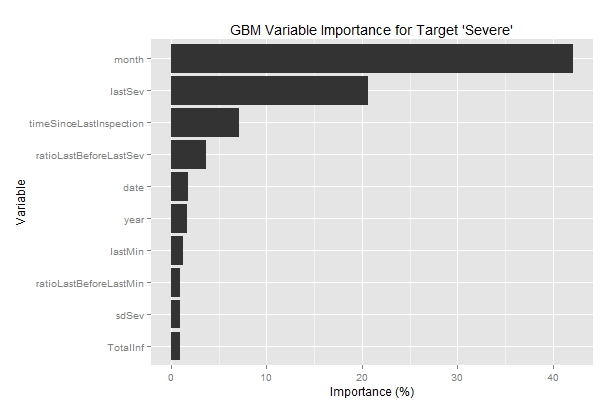 GBM Variable Importance for Target 'Severe'
Variable
month
lastSev
timeSinceLastInspection
ratioLastBeforeLastSev
date
year
lastMin
ratioLastBeforeLastMin
sdSev
TotalInf
0 10 20 30 40
Importance (%)